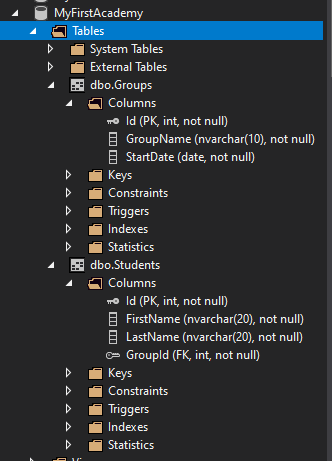 MyFirstAcademy
Tables
System Tables
External Tables
dbo.Groups
Columns
Id (PK, int, not null)
GroupName (nvarchar(10), not null)
StartDate (date, not null)
Keys
Constraints
Triggers
Indexes
Statistics
dbo.Students
Columns
Id (PK, int, not null)
FirstName (nvarchar(20), not null)
LastName (nvarchar(20), not null)
GroupId (FK, int, not null)
Keys
Constraints
Triggers
Indexes
Statistics